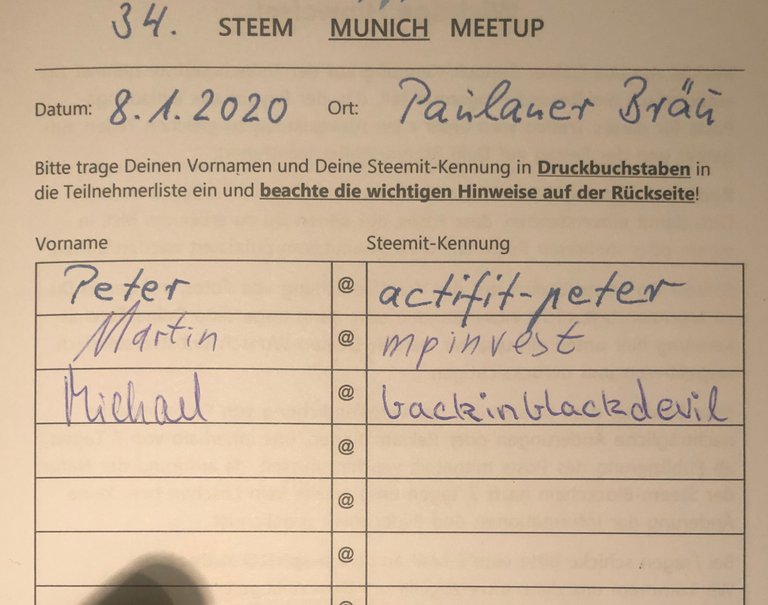 34. STEEM MUNICH MEETUP
Datum: 8.1.2020 Ort: Paulaner Bräu
Bitte trage Deinen Vornamen und Deine Steemit-Kennung in Druckbuchstaben in
die Teilnehmerliste ein und beachte die wichtigen Hinweise auf der Rückseite!
Vorname Steemit-Kennung
Peter @ actifit-peter
Martin @ mpinvest
Michael @ backinblackdevil
@
@
@
@